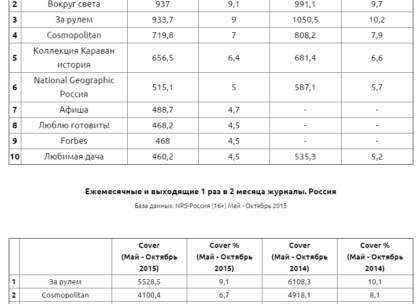 2 Вокруг света 937 9,1 991,1 9,7
3 За рулем 933,7 9 1050,5 10,2
4 Cosmopolitan 719,8 7 808,2 7,9
5 Коллекция Караван история 656,5 6,4 681,4 6,6
6 National Geographic Россия 515,1 5 587,1 5,7
7 Афиша 488,7 4,7 - -
8 Люблю готовить! 468,2 4,5 - -
9 Forbes 468 4,5 - -
10 Любимая дача 460,2 4,5 535,3 5,2
Ежемесячные и выходящие 1 раз в 2 месяца журналы. Россия
База данных: NRS-Россия (16+) Май - Октябрь 2015
Cover Cover % Cover Cover %
(Май - Октябрь (Май - Октябрь (Май - Октябрь (Май - Октябрь
2015) 2015) 2014) 2014)
1 За рулем 5528,5 9,1 6108,3 10,1
2 Cosmopolitan 4100,4 6,7 4918,1 8,1